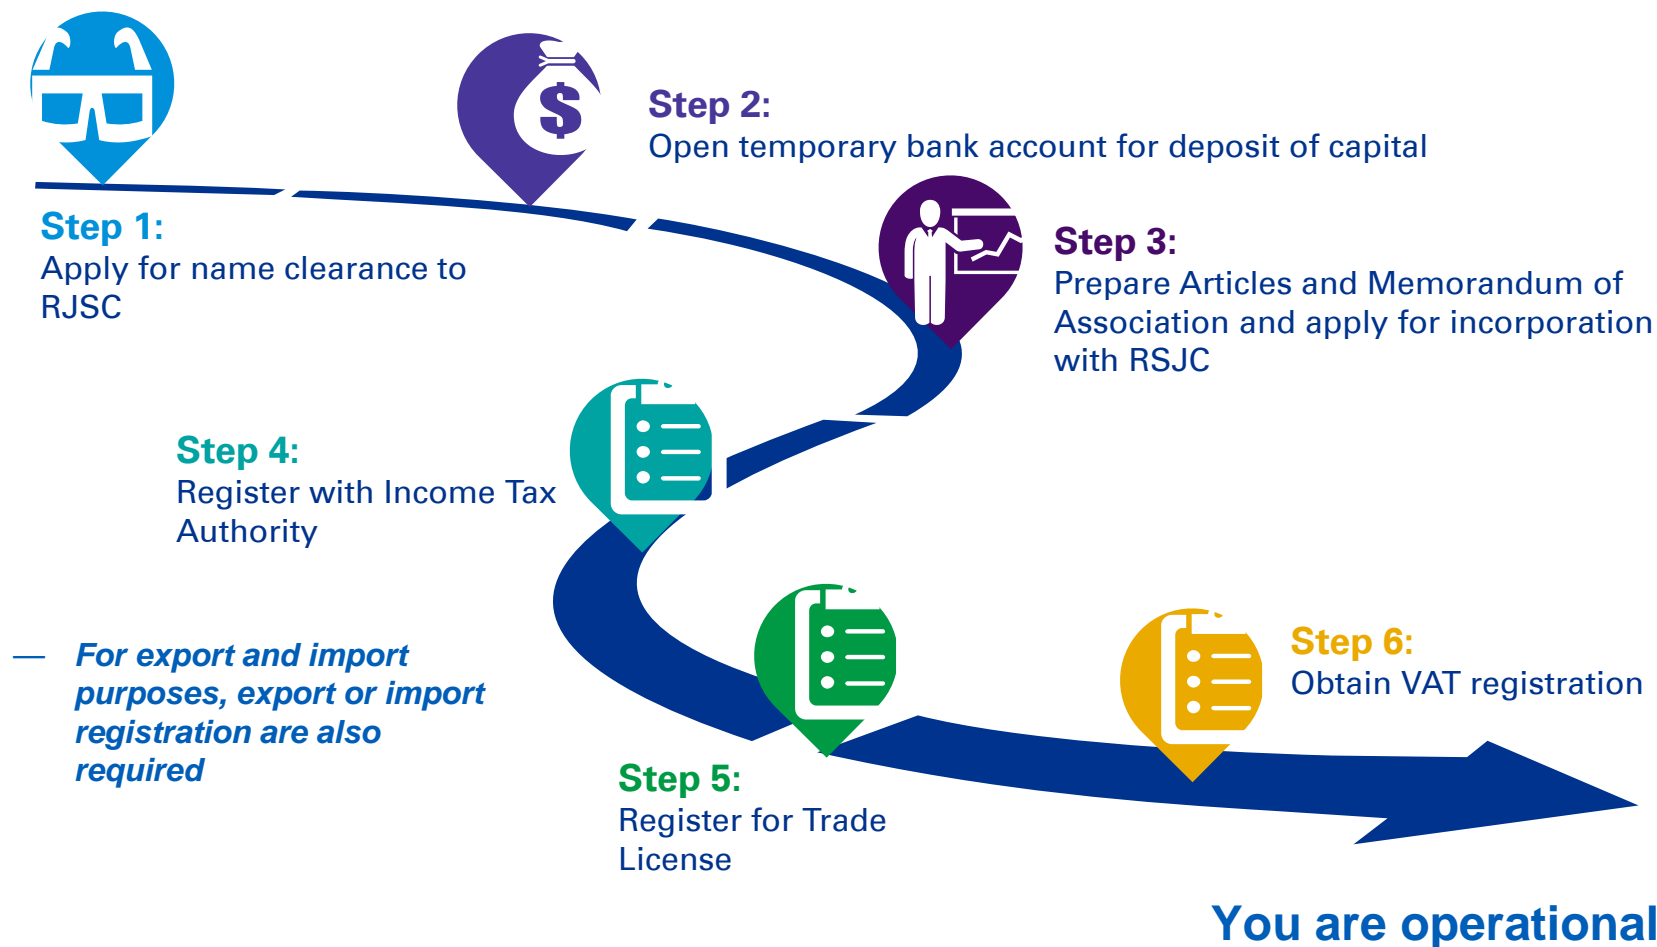 Step 1:
Apply for name clearance to
RJSC
$
Step 2:
Open temporary bank account for deposit of capital
Step 3:
Prepare Articles and Memorandum of
Association and apply for incorporation
with RSJC
Step 4:
Register with Income Tax
Authority
— For export and import
purposes, export or import
registration are also
required
Step 5:
Register for Trade
License
Step 6:
Obtain VAT registration
You are operational